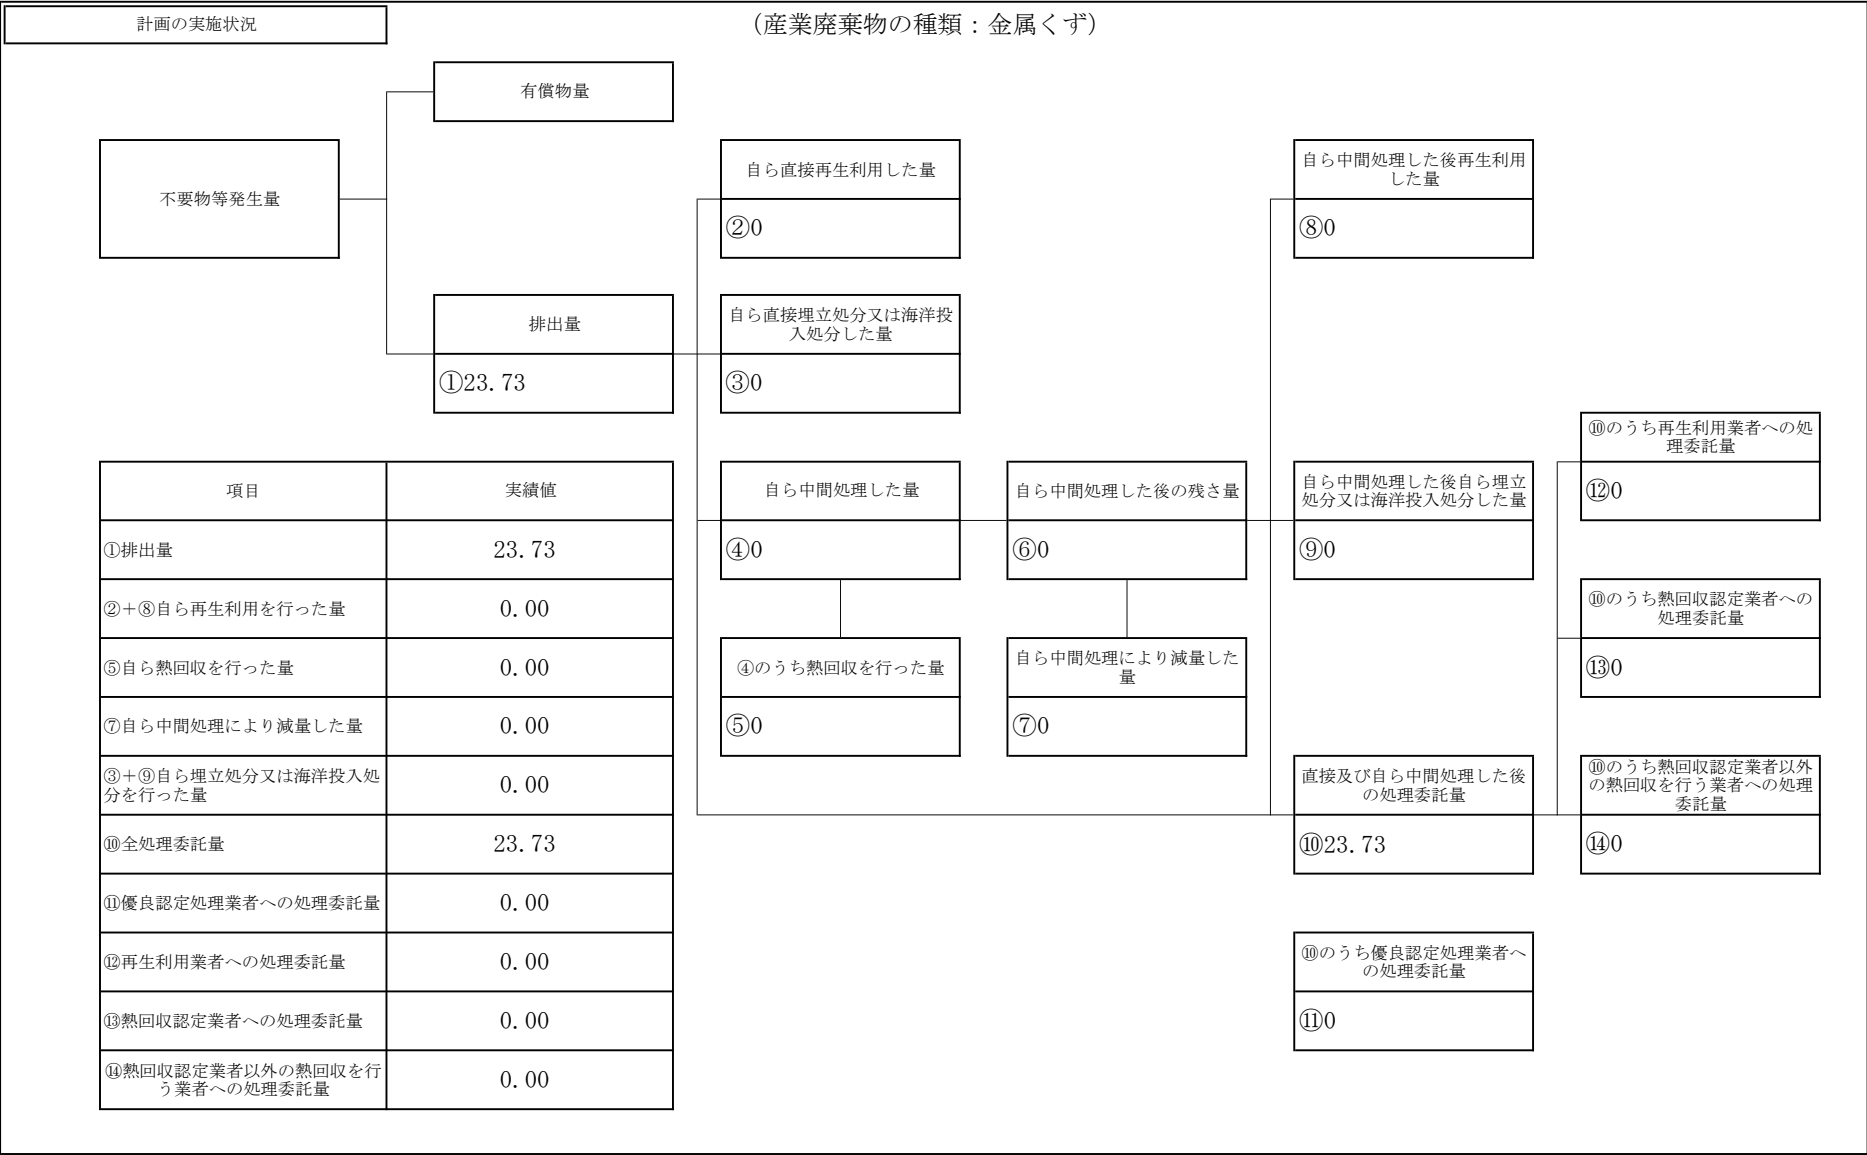 計画の実施状況
（産業廃棄物の種類：金属くず）
有償物量
不要物等発生量
自ら直接再生利用した量
②0
自ら中間処理した後再生利用
した量
⑧0
排出量
①23.73
自ら直接埋立処分又は海洋投
入処分した量
③0
⑩のうち再生利用業者への処
理委託量
⑫0
自ら中間処理した量
④0
自ら中間処理した後の残さ量
⑥0
自ら中間処理した後自ら埋立
処分又は海洋投入処分した量
⑨0
⑩のうち熱回収認定業者への
処理委託量
⑬0
④のうち熱回収を行った量
⑤0
自ら中間処理により減量した
量
⑦0
直接及び自ら中間処理した後
の処理委託量
⑩23.73
⑩のうち熱回収認定業者以外
の熱回収を行う業者への処理
委託量
⑭0
⑩のうち優良認定処理業者へ
の処理委託量
⑪0
項目 実績値
①排出量 23.73
②＋⑧自ら再生利用を行った量 0.00
⑤自ら熱回収を行った量 0.00
⑦自ら中間処理により減量した量 0.00
③＋⑨自ら埋立処分又は海洋投入処
分を行った量 0.00
⑩全処理委託量 23.73
⑪優良認定処理業者への処理委託量 0.00
⑫再生利用業者への処理委託量 0.00
⑬熱回収認定業者への処理委託量 0.00
⑭熱回収認定業者以外の熱回収を行
う業者への処理委託量 0.00